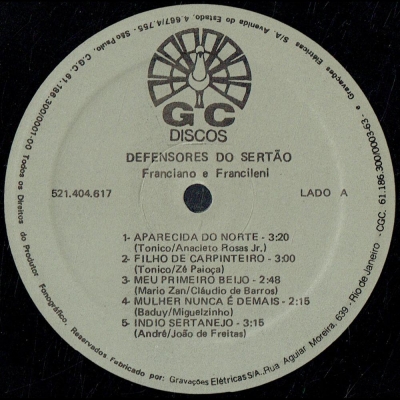 GC
DISCOS
DEFENSORES DO SERTÃO
Franciano e Francileni
521.404.617
LADO A
1- APARECIDA DO NORTE - 3:20
(Tonico/Anacleto Rosas Jr.)
2- FILHO DE CARPINTEIRO - 3:00
(Tonico/Zé Paioça)
3- MEU PRIMEIRO BEIJO - 2:48
(Mario Zan/Cláudio de Barros)
4- MULHER NUNCA É DEMAIS - 2:15
(Baduy/Miguelzinho)
5- INDIO SERTANEJO - 3:15
(André/João de Freitas)
Todos os Direitos do Produtor Fonográfico. Reservados Fabricado por: Gravações Elétricas S/A. Rua Aguiar Moreira, 639 - Rio de Janeiro - CGC. 61.186.300/0003-63 - e Gravações Elétricas S/A. Avenida do Estado, 4.667/4.755 - São Paulo. C.G.C. 61.186.300/0001-00